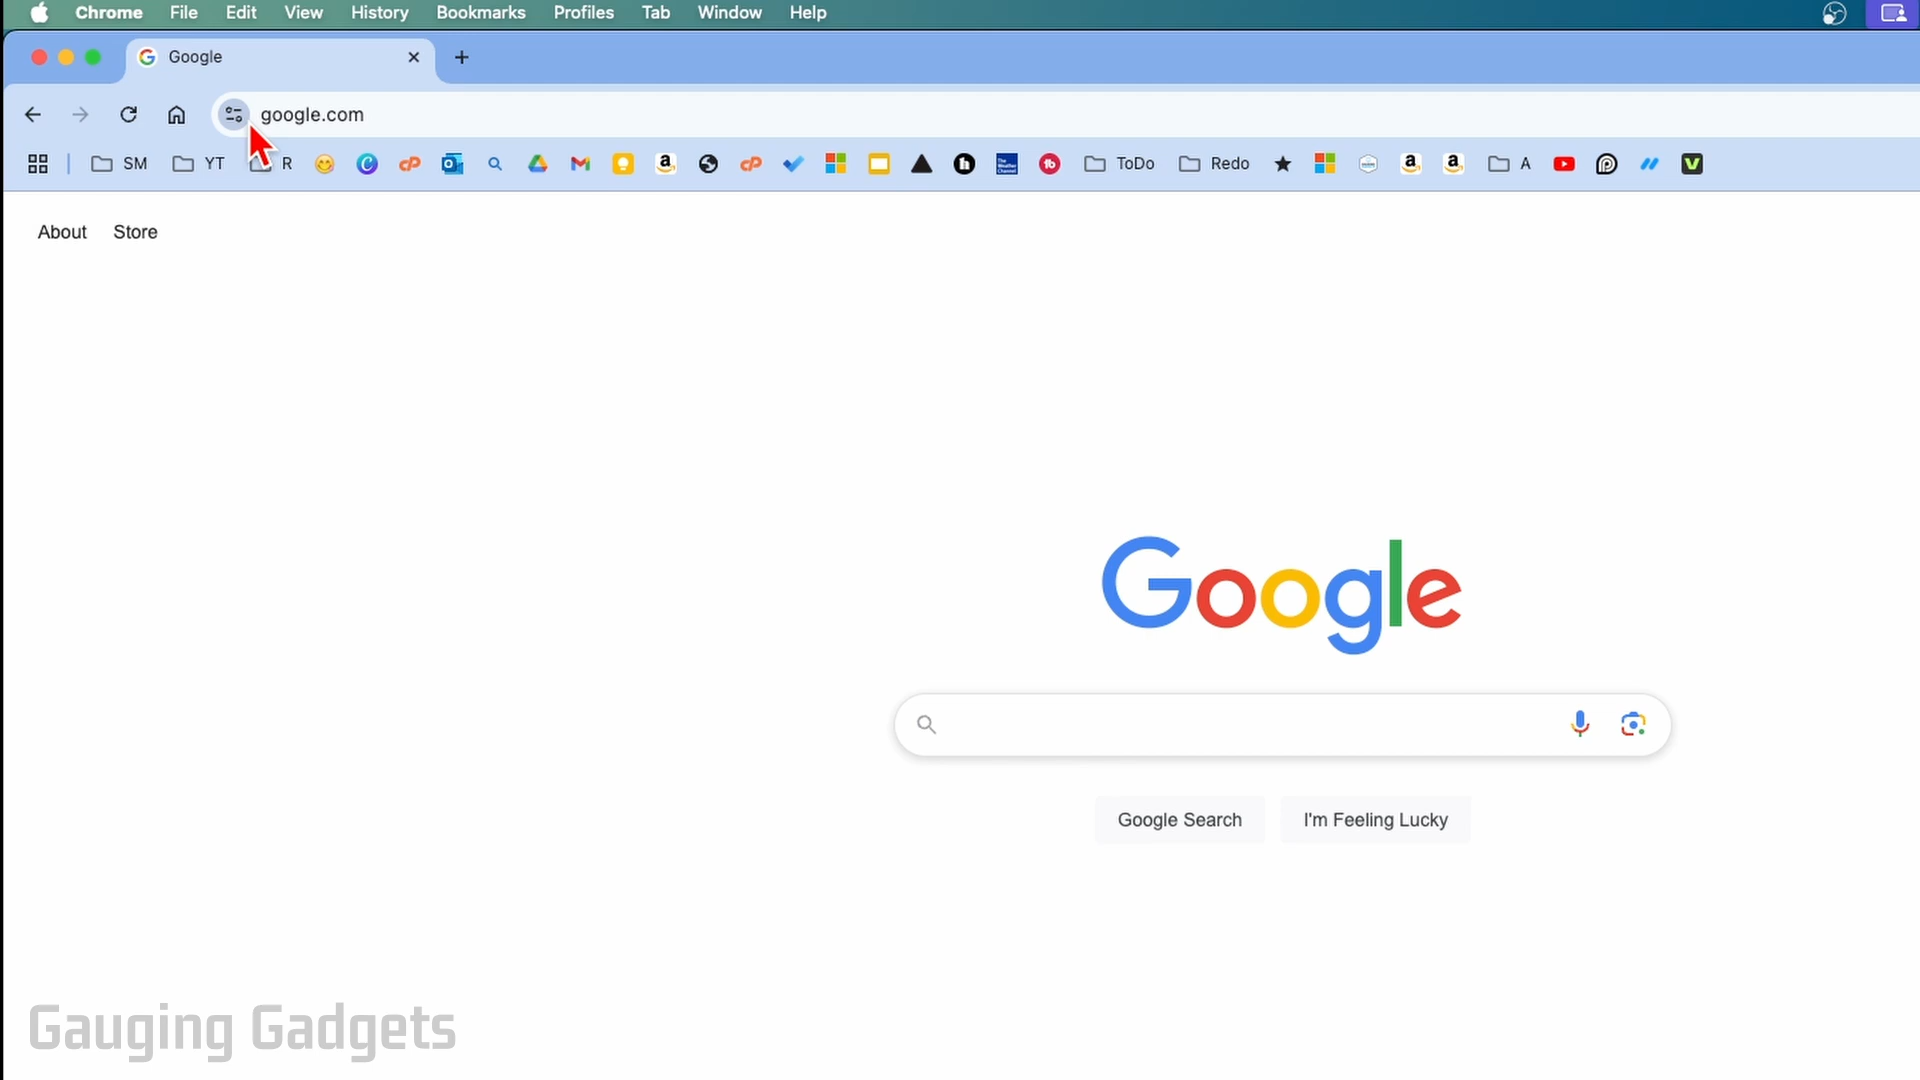 Chrome File Edit View History Bookmarks Profiles Tab Window Help
Google
google.com
SM YT R ToDo Redo A
About Store
Google
Google Search I'm Feeling Lucky
Gauging Gadgets